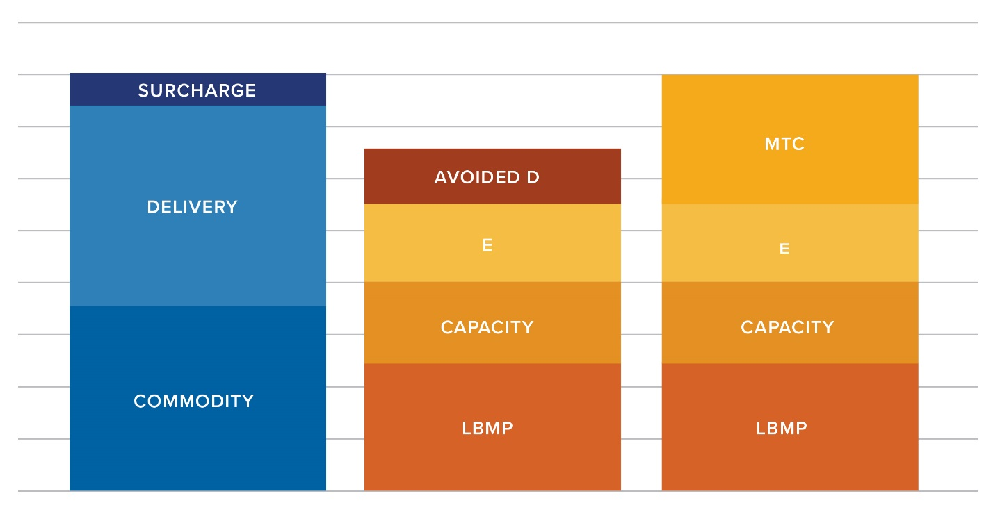 SURCHARGE
DELIVERY
COMMODITY
AVOIDED D
E
CAPACITY
LBMP
MTC
E
CAPACITY
LBMP